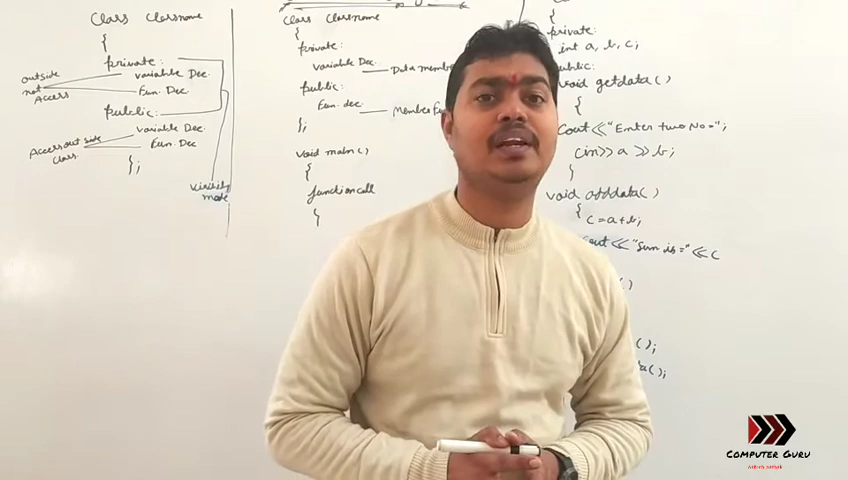 Class Classname
{
private:
variable Dec.
Fun. Dec
outside
not
Access
public:
variable Dec.
Fun. Dec
Access out side
class.
};
visibility
mode
Class Classname
{
private:
variable Dec.
Data membe
public:
Fun. dec
Member Fu
};
void main()
{
function call
}
{
private:
int a, b, c;
public:
void getdata()
{
Cout<<"Enter two No=";
cin>>a>>b;
}
void adddata()
{
c=a+b;
cout<<"Sum is="<<c
()
();
ta();
COMPUTER GURU